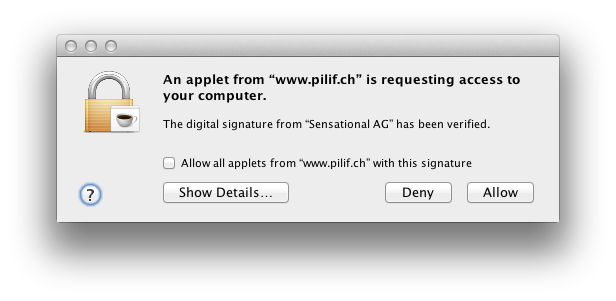 An applet from “www.pilif.ch” is requesting access to
your computer.
The digital signature from “Sensational AG” has been verified.
Allow all applets from “www.pilif.ch” with this signature
?
Show Details...
Deny
Allow